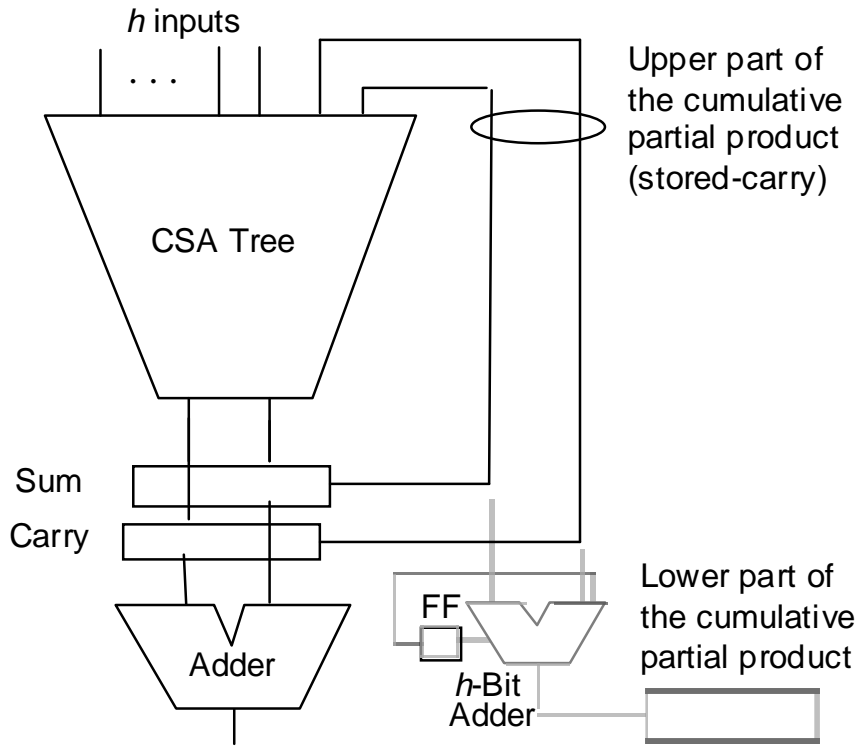 h inputs
. . .
Upper part of
the cumulative
partial product
(stored-carry)
CSA Tree
Sum
Carry
Adder
FF
h-Bit
Adder
Lower part of
the cumulative
partial product